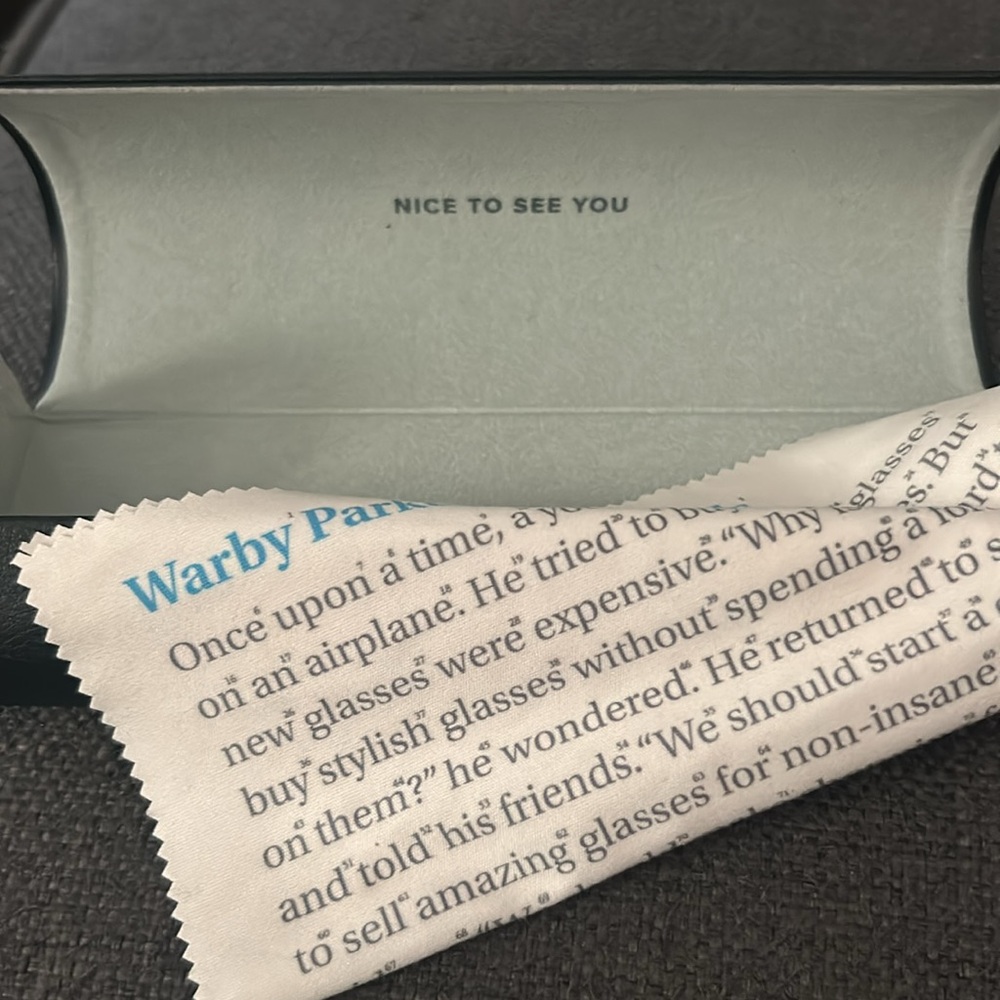 NICE TO SEE YOU
Warby
Once upon a time, a
on an airplane. He tried to
new glasses were expensive. “Why glasses
buy stylish glasses without spending a
on them?” he wondered. He returned to
and told his friends. “We should start a
to sell amazing glasses for non-insane
But